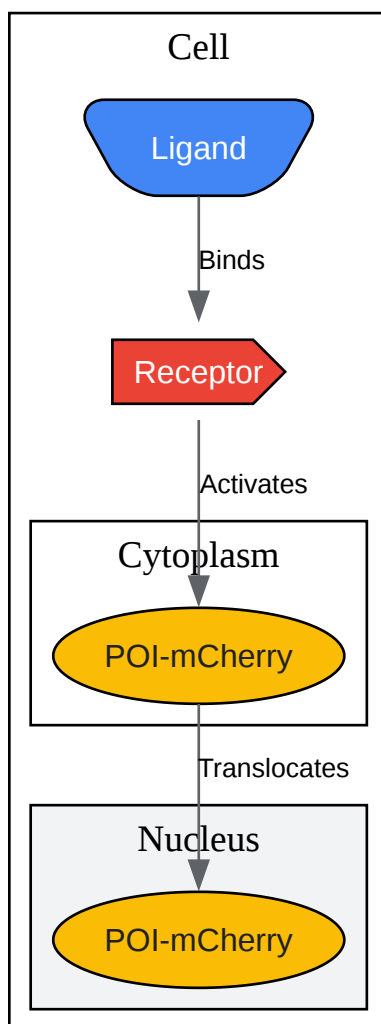 Cell
Ligand
Binds
Receptor
Activates
Cytoplasm
POI-mCherry
Translocates
Nucleus
POI-mCherry